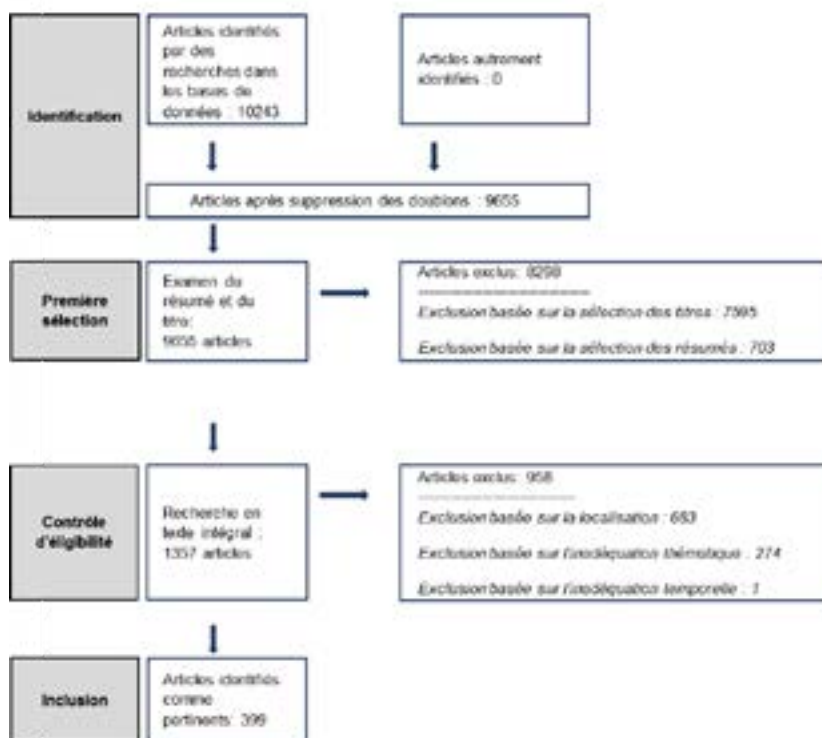 Identification
Articles identifiés
par des
recherches dans
les bases de
données : 10243
Articles autrement
identifiés : 0
Articles après suppression des doublons : 9655
Première
sélection
Examen du
résumé et du
titre:
9655 articles
Articles exclus: 8298
Exclusion basée sur la sélection des titres : 7595
Exclusion basée sur la sélection des résumés : 703
Contrôle
d'éligibilité
Recherche en
texte intégral :
1357 articles
Articles exclus: 958
Exclusion basée sur la localisation : 683
Exclusion basée sur l'inadéquation thématique : 274
Exclusion basée sur l'inadéquation temporelle : 1
Inclusion
Articles identifiés
comme
pertinents: 399